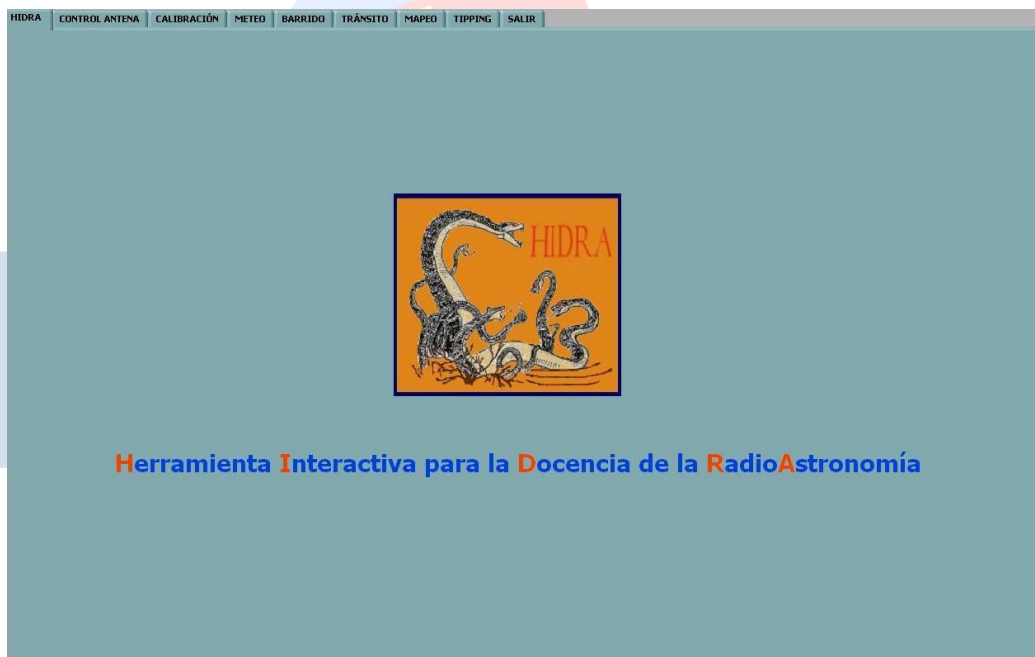 HIDRA CONTROL ANTENA CALIBRACIÓN METEO BARRIDO TRÁNSITO MAPEO TIPPING SALIR
HIDRA
Herramienta Interactiva para la Docencia de la RadioAstronomía